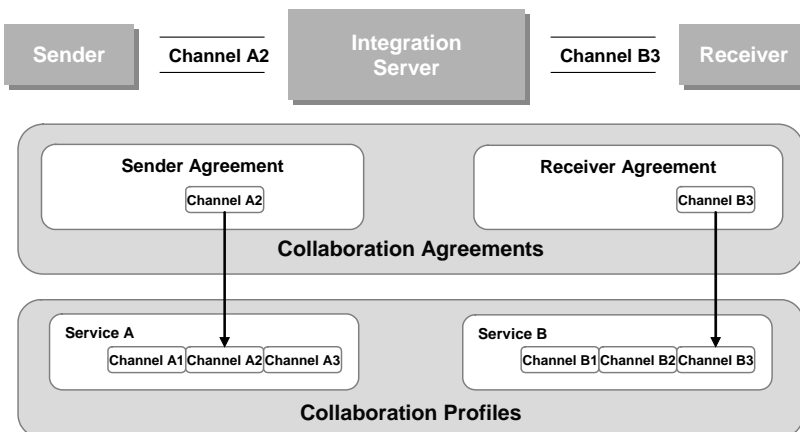 Sender
Channel A2
Integration
Server
Channel B3
Receiver
Sender Agreement
Channel A2
Receiver Agreement
Channel B3
Collaboration Agreements
Service A
Channel A1 Channel A2 Channel A3
Service B
Channel B1 Channel B2 Channel B3
Collaboration Profiles